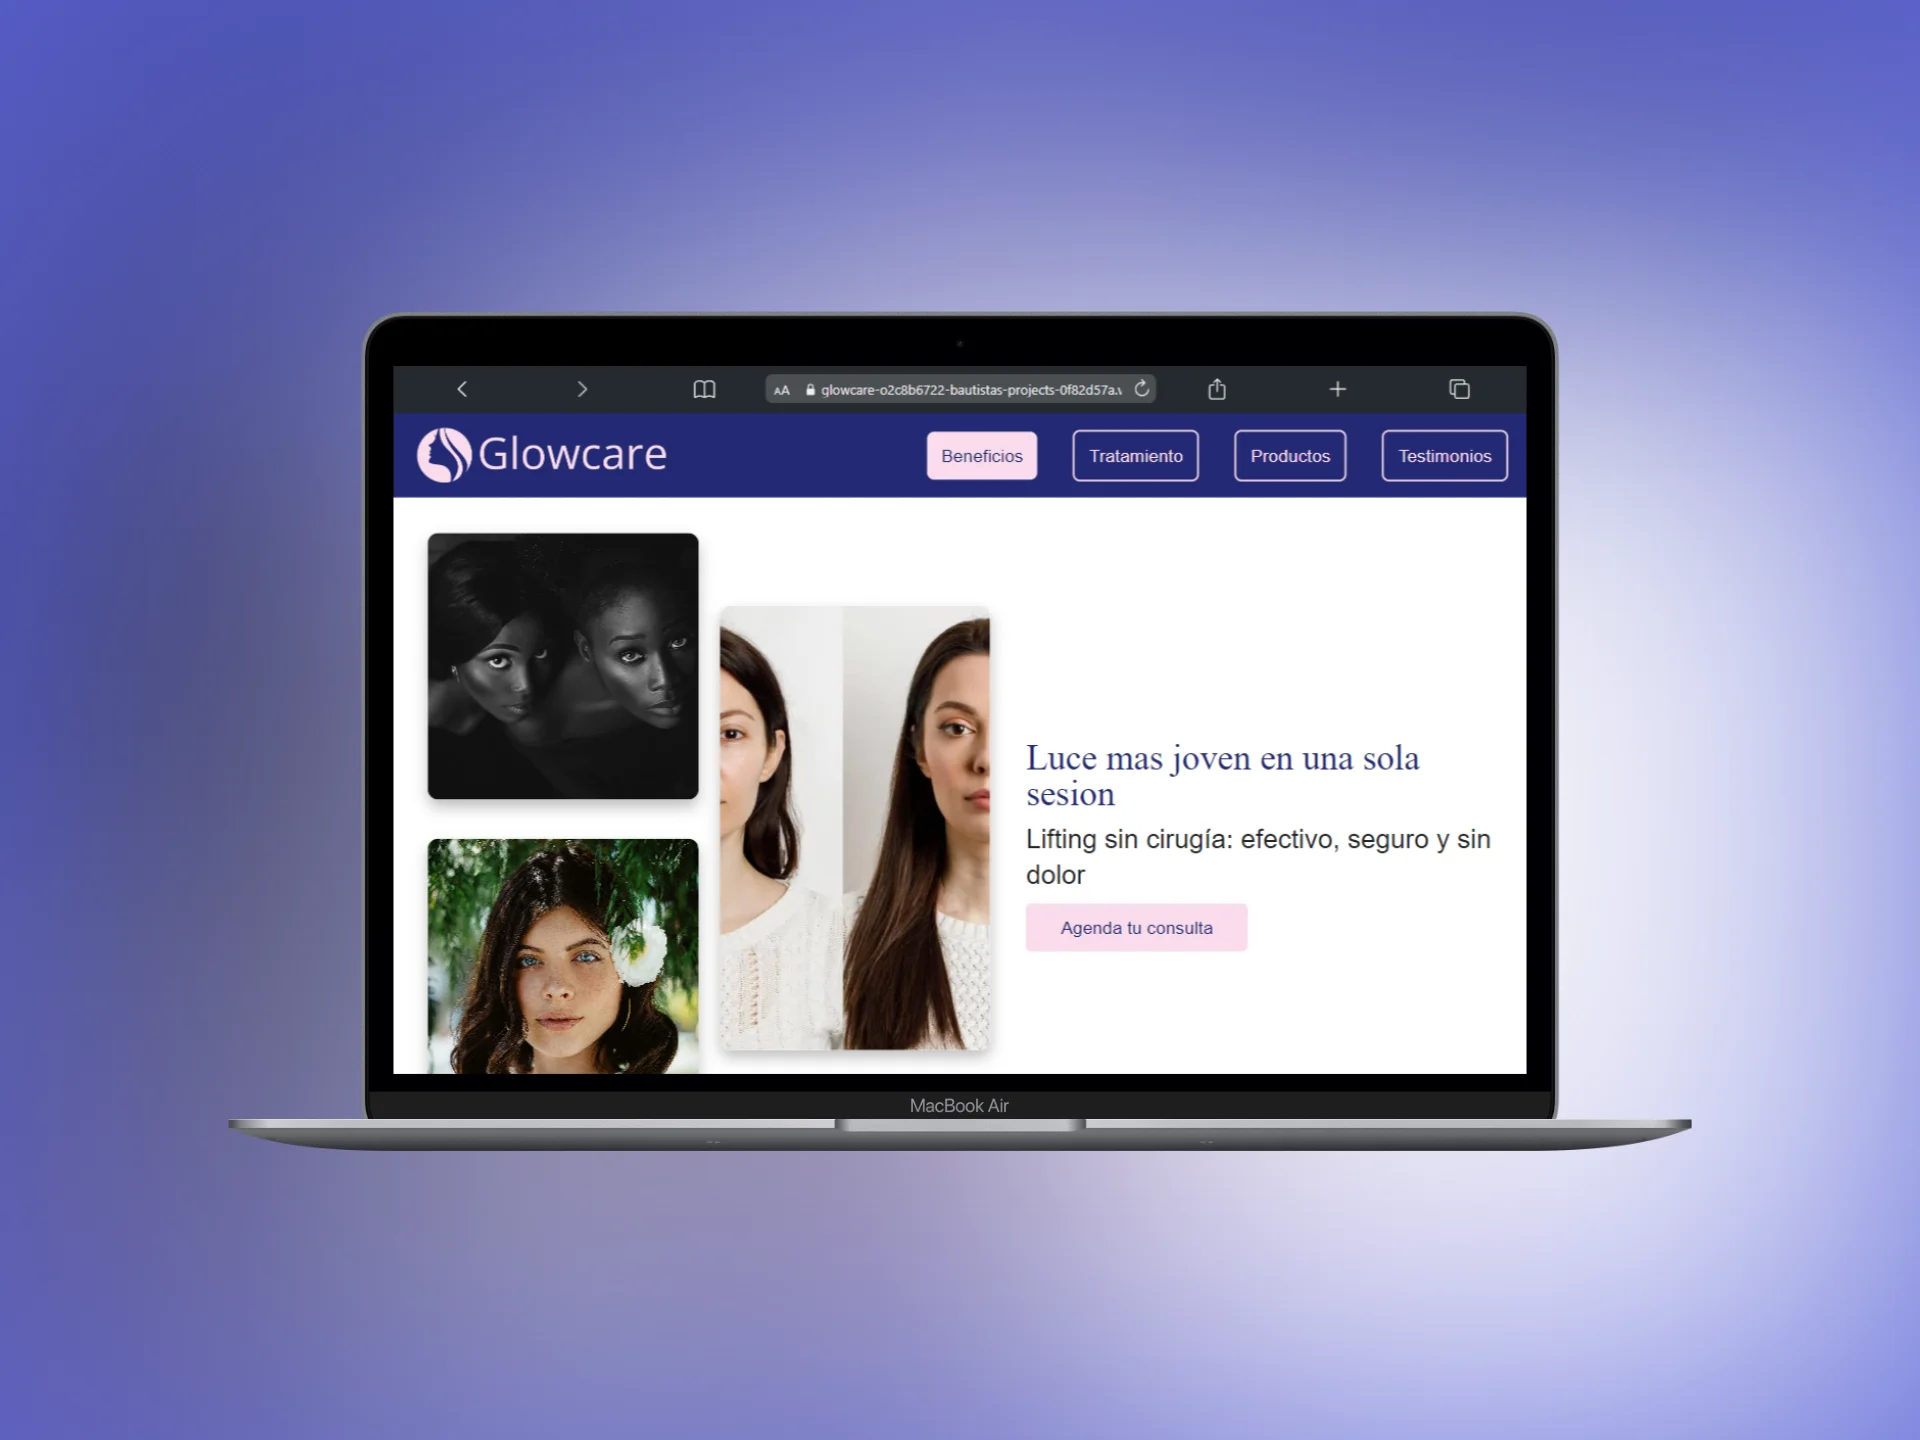 AA glowcare-o2c8b6722-bautistas-projects-0f82d57a.v
Glowcare
Beneficios
Tratamiento
Productos
Testimonios
Luce mas joven en una sola
sesion
Lifting sin cirugía: efectivo, seguro y sin
dolor
Agenda tu consulta
MacBook Air